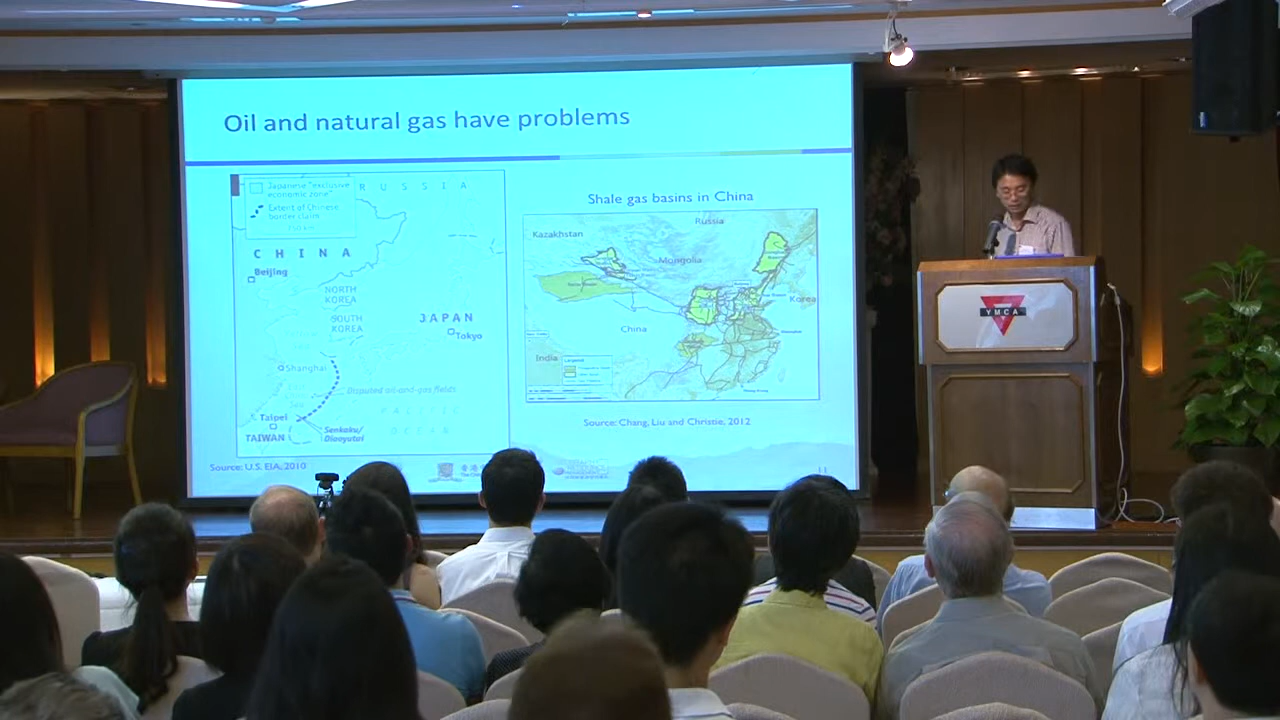 Oil and natural gas have problems
Japanese "exclusive
economic zone"
Extent of Chinese
border claim
RUSSIA
CHINA
Beijing
NORTH
KOREA
SOUTH
KOREA
JAPAN
Tokyo
Shanghai
Disputed oil-and-gas fields
PACIFIC
OCEAN
Taipei
TAIWAN
Senkaku/
Diaoyutai
Source: U.S. EIA, 2010
Shale gas basins in China
Russia
Kazakhstan
Mongolia
Korea
China
India
Legend
Source: Chang, Liu and Christie, 2012
11
YMCA